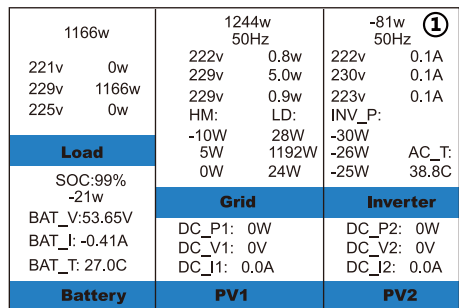 1166w
221v 0w
229v 1166w
225v 0w
Load
1244w
50Hz
222v 0.8w
229v 5.0w
229v 0.9w
HM: LD:
-10W 28W
5W 1192W
0W 24W
Grid
-81w ①
50Hz
222v 0.1A
230v 0.1A
223v 0.1A
INV_P:
-30W
-26W AC_T:
-25W 38.8C
Inverter
SOC:99%
-21w
BAT_V:53.65V
BAT_I: -0.41A
BAT_T: 27.0C
Battery
DC_P1: 0W
DC_V1: 0V
DC_I1: 0.0A
PV1
DC_P2: 0W
DC_V2: 0V
DC_I2: 0.0A
PV2